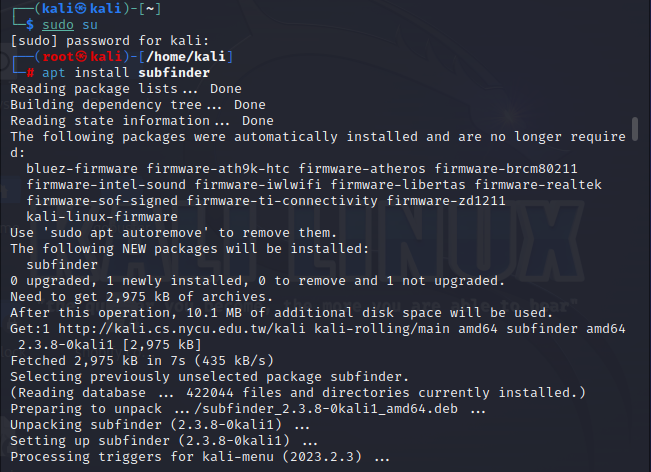 ┌──(kali㉿kali)-[~]
└─$ sudo su
[sudo] password for kali:
┌──(root㉿kali)-[/home/kali]
└─# apt install subfinder
Reading package lists... Done
Building dependency tree... Done
Reading state information... Done
The following packages were automatically installed and are no longer require
d:
  bluez-firmware firmware-ath9k-htc firmware-atheros firmware-brcm80211
  firmware-intel-sound firmware-iwlwifi firmware-libertas firmware-realtek
  firmware-sof-signed firmware-ti-connectivity firmware-zd1211
  kali-linux-firmware
Use 'sudo apt autoremove' to remove them.
The following NEW packages will be installed:
  subfinder
0 upgraded, 1 newly installed, 0 to remove and 1 not upgraded.
Need to get 2,975 kB of archives.
After this operation, 10.1 MB of additional disk space will be used.
Get:1 http://kali.cs.nycu.edu.tw/kali kali-rolling/main amd64 subfinder amd64
 2.3.8-0kali1 [2,975 kB]
Fetched 2,975 kB in 7s (435 kB/s)
Selecting previously unselected package subfinder.
(Reading database ... 422044 files and directories currently installed.)
Preparing to unpack .../subfinder_2.3.8-0kali1_amd64.deb ...
Unpacking subfinder (2.3.8-0kali1) ...
Setting up subfinder (2.3.8-0kali1) ...
Processing triggers for kali-menu (2023.2.3) ...
KALI LINUX
the more you are able to hear"